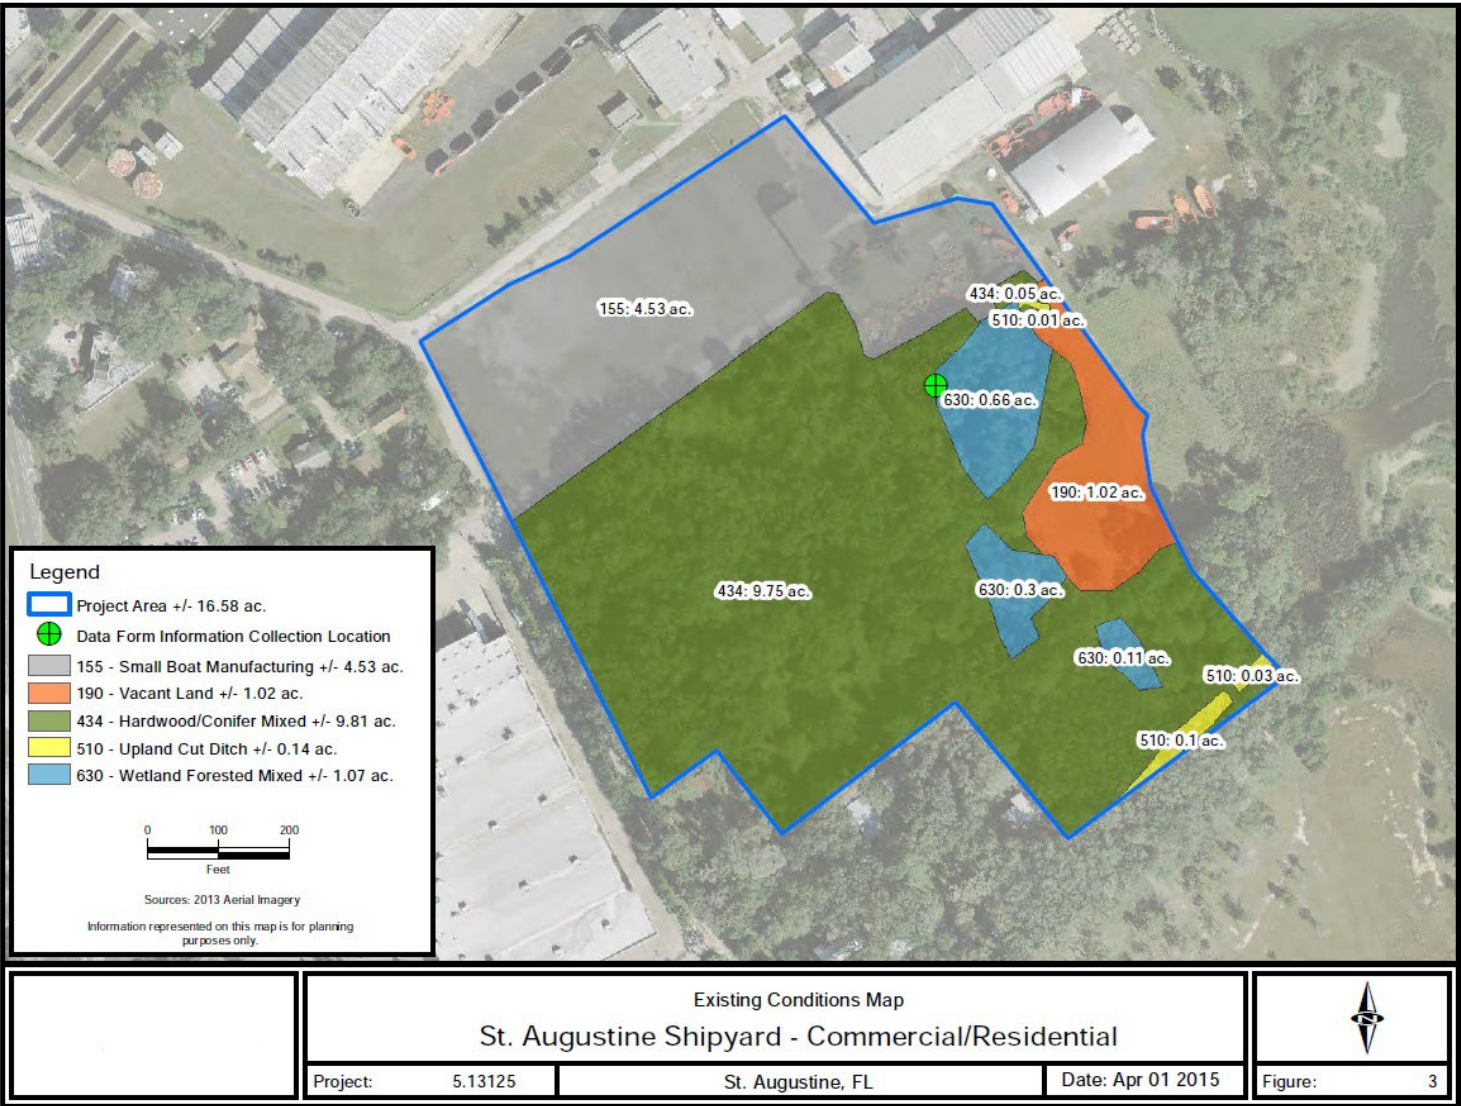 155: 4.53 ac.
434: 0.05 ac.
510: 0.01 ac.
630: 0.66 ac.
190: 1.02 ac.
434: 9.75 ac.
630: 0.3 ac.
630: 0.11 ac.
510: 0.03 ac.
510: 0.1 ac.
Legend
Project Area +/- 16.58 ac.
Data Form Information Collection Location
155 - Small Boat Manufacturing +/- 4.53 ac.
190 - Vacant Land +/- 1.02 ac.
434 - Hardwood/Conifer Mixed +/- 9.81 ac.
510 - Upland Cut Ditch +/- 0.14 ac.
630 - Wetland Forested Mixed +/- 1.07 ac.
0 100 200
Feet
Sources: 2013 Aerial Imagery
Information represented on this map is for planning
purposes only.
Existing Conditions Map
St. Augustine Shipyard - Commercial/Residential
N
Project: 5.13125
St. Augustine, FL
Date: Apr 01 2015
Figure: 3